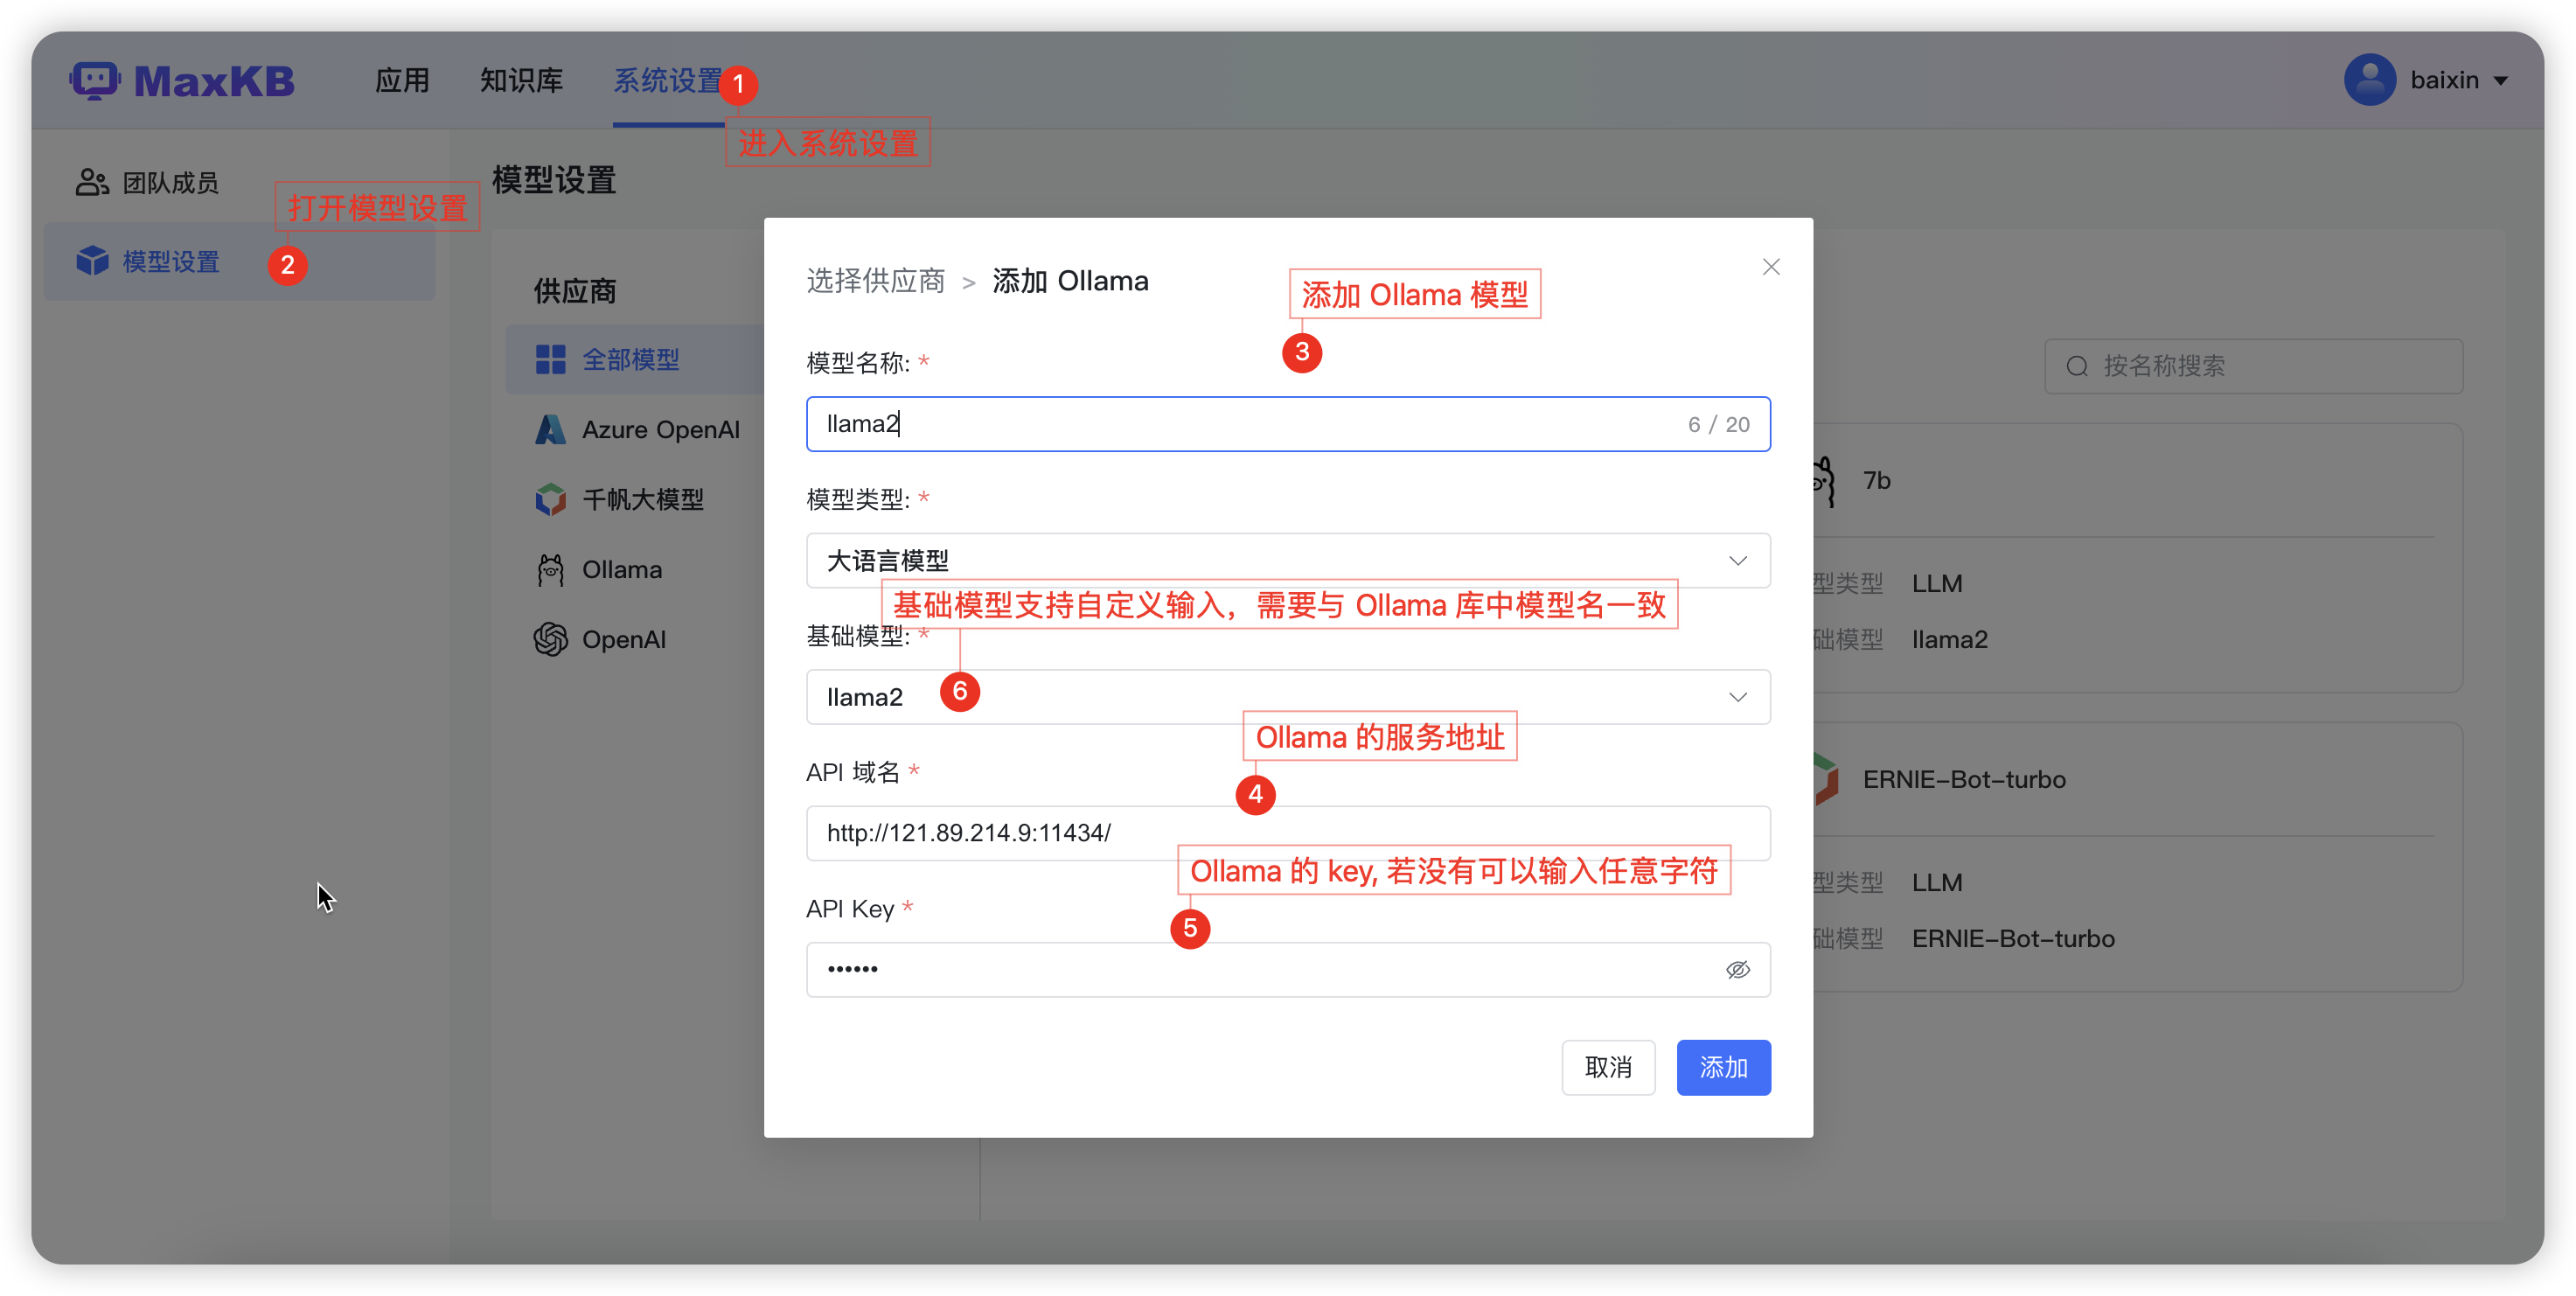 MaxKB
应用
知识库
系统设置
1
baixin
进入系统设置
团队成员
打开模型设置
模型设置
2
模型设置
供应商
全部模型
Azure OpenAI
千帆大模型
Ollama
OpenAI
选择供应商 > 添加 Ollama
添加 Ollama 模型
3
模型名称: *
llama2
6 / 20
模型类型: *
大语言模型
基础模型支持自定义输入，需要与 Ollama 库中模型名一致
基础模型: *
llama2
6
Ollama 的服务地址
API 域名 *
4
http://121.89.214.9:11434/
Ollama 的 key, 若没有可以输入任意字符
API Key *
5
••••••
取消
添加
按名称搜索
7b
型类型 LLM
础模型 llama2
ERNIE-Bot-turbo
型类型 LLM
础模型 ERNIE-Bot-turbo